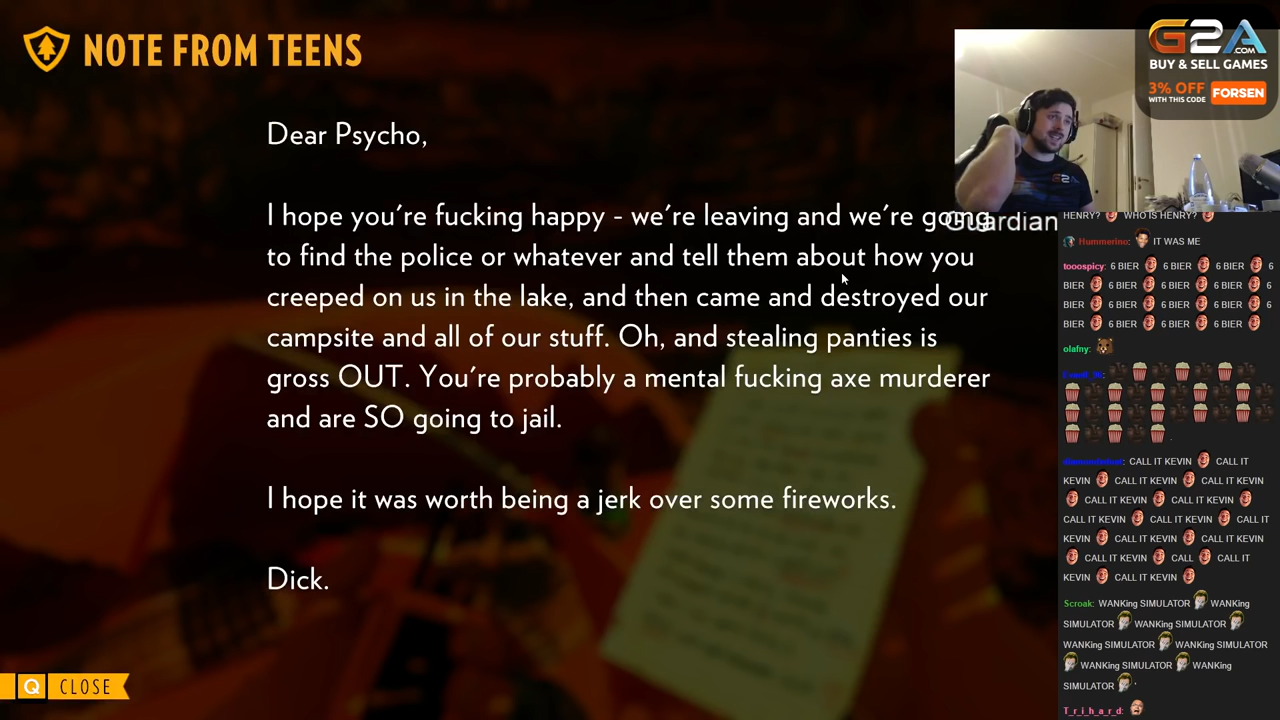 NOTE FROM TEENS
Dear Psycho,
I hope you're fucking happy - we're leaving and we're going
to find the police or whatever and tell them about how you
creeped on us in the lake, and then came and destroyed our
campsite and all of our stuff. Oh, and stealing panties is
gross OUT. You're probably a mental fucking axe murderer
and are SO going to jail.
I hope it was worth being a jerk over some fireworks.
Dick.
Q CLOSE
G2A
.COM
BUY & SELL GAMES
3% OFF
WITH THIS CODE
FORSEN
G2A
Guardian
HENRY? WHO IS HENRY?
Hummerino: IT WAS ME
tooospicy: 6 BIER 6 BIER 6 BIER 6
BIER 6 BIER 6 BIER 6 BIER 6
BIER 6 BIER 6 BIER 6 BIER 6
BIER 6 BIER 6 BIER 6 BIER
olafny:
CALL IT KEVIN CALL IT
KEVIN CALL IT KEVIN CALL IT KEVIN
CALL IT KEVIN CALL IT KEVIN
CALL IT KEVIN CALL IT KEVIN CALL IT
KEVIN CALL IT KEVIN CALL IT KEVIN
CALL IT KEVIN CALL CALL IT
KEVIN CALL IT KEVIN
Scroak: WANKing SIMULATOR WANKing
SIMULATOR WANKing SIMULATOR
WANKing SIMULATOR WANKing SIMULATOR
WANKing SIMULATOR WANKing
SIMULATOR '
T_r_i_h_a_r_d: